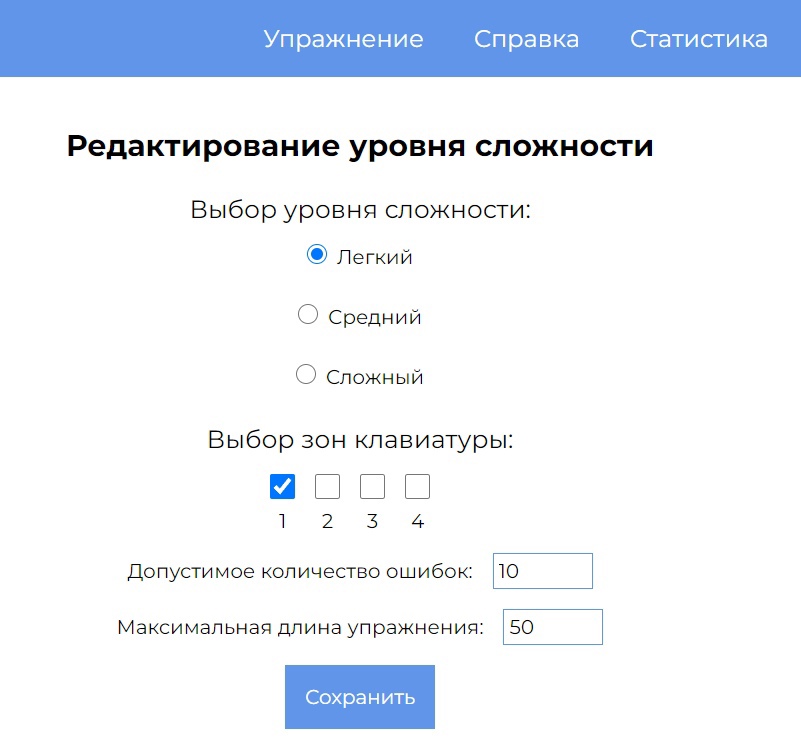 Упражнение Справка Статистика
Редактирование уровня сложности
Выбор уровня сложности:
Легкий
Средний
Сложный
Выбор зон клавиатуры:
1 2 3 4
Допустимое количество ошибок: 10
Максимальная длина упражнения: 50
Сохранить